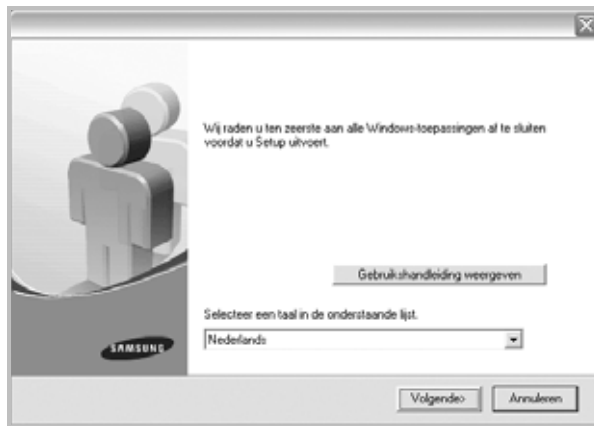 Wij raden u ten zeerste aan alle Windows-toepassingen af te sluiten
voordat u Setup uitvoert.
Gebruikshandleiding weergeven
Selecteer een taal in de onderstaande lijst.
Nederlands
SAMSUNG
Volgende>
Annuleren